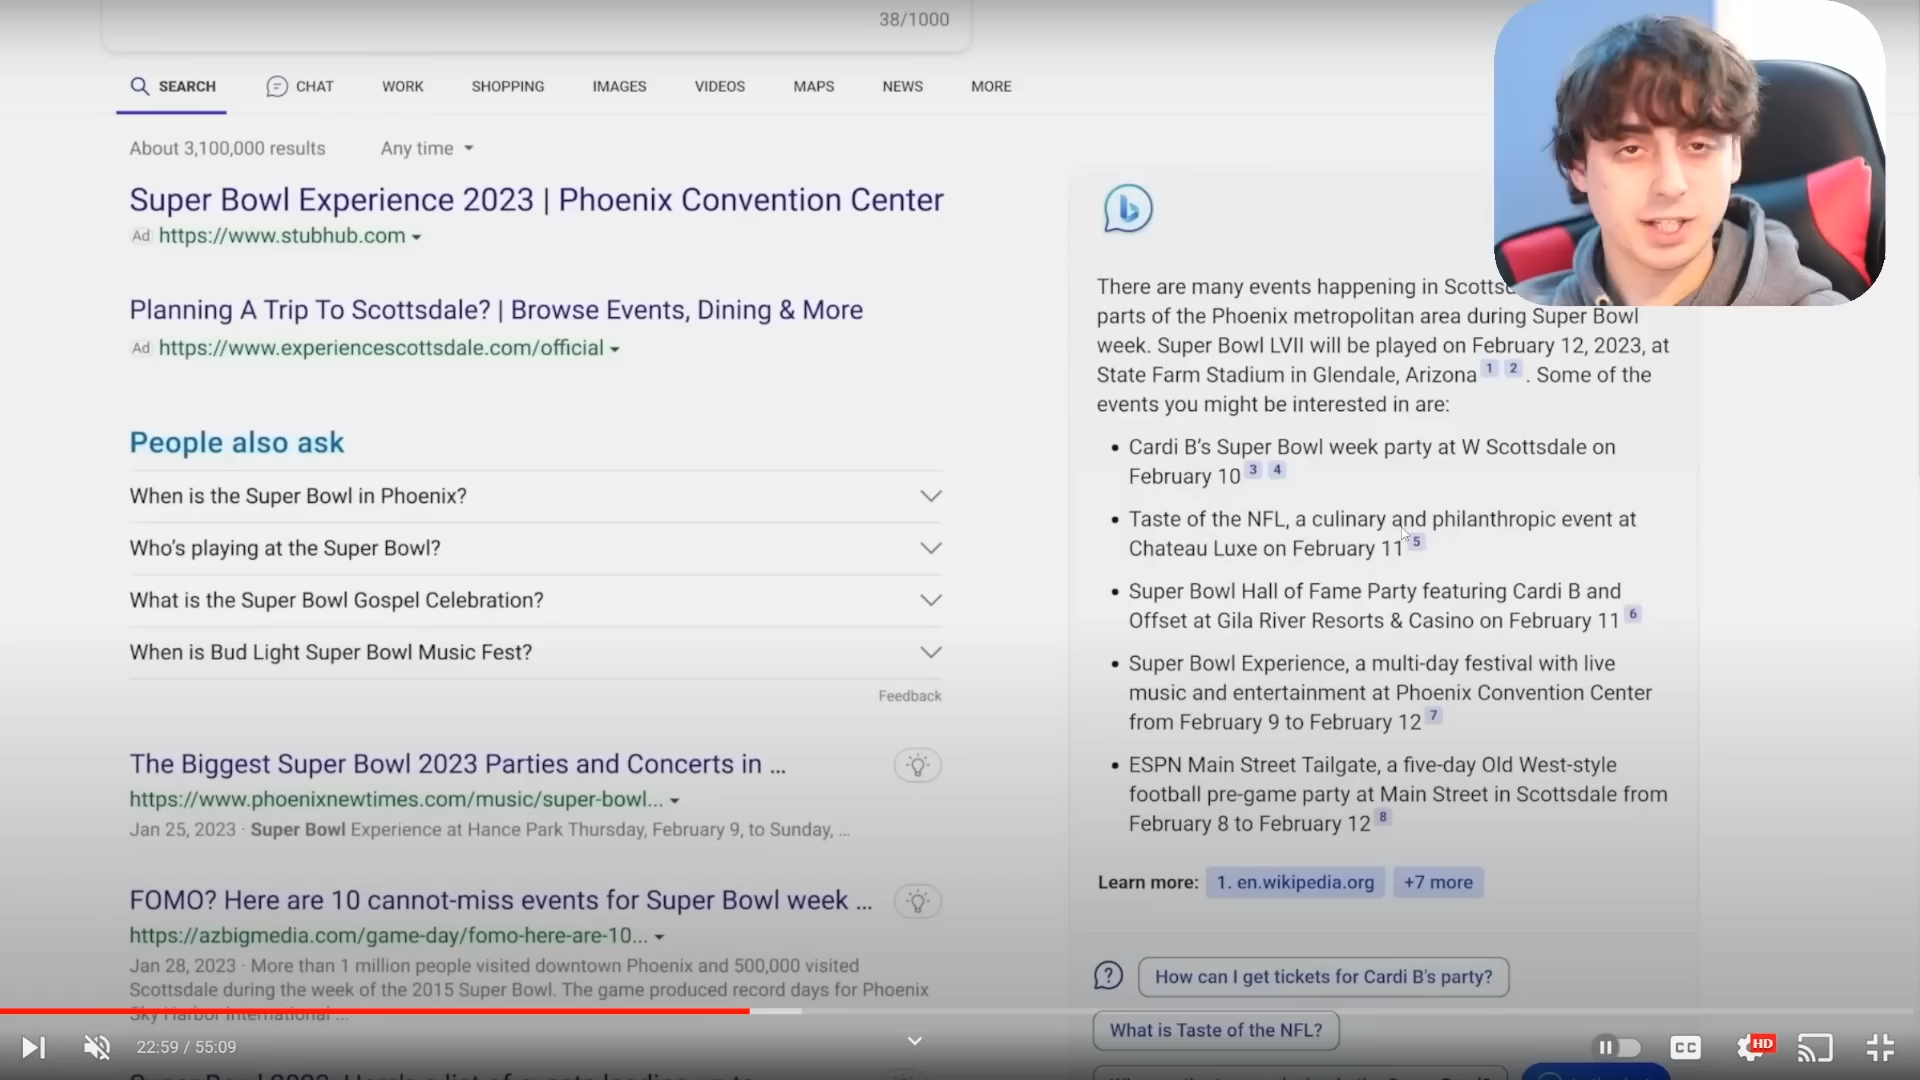 38/1000
SEARCH CHAT WORK SHOPPING IMAGES VIDEOS MAPS NEWS MORE
About 3,100,000 results Any time
Super Bowl Experience 2023 | Phoenix Convention Center
Ad https://www.stubhub.com
Planning A Trip To Scottsdale? | Browse Events, Dining & More
Ad https://www.experiencescottsdale.com/official
People also ask
When is the Super Bowl in Phoenix?
Who's playing at the Super Bowl?
What is the Super Bowl Gospel Celebration?
When is Bud Light Super Bowl Music Fest?
Feedback
The Biggest Super Bowl 2023 Parties and Concerts in ...
https://www.phoenixnewtimes.com/music/super-bowl...
Jan 25, 2023 · Super Bowl Experience at Hance Park Thursday, February 9, to Sunday, ...
FOMO? Here are 10 cannot-miss events for Super Bowl week ...
https://azbigmedia.com/game-day/fomo-here-are-10...
Jan 28, 2023 · More than 1 million people visited downtown Phoenix and 500,000 visited
Scottsdale during the week of the 2015 Super Bowl. The game produced record days for Phoenix
Sky Harbor International ...
There are many events happening in
parts of the Phoenix metropolitan area during Super Bowl
week. Super Bowl LVII will be played on February 12, 2023, at
State Farm Stadium in Glendale, Arizona 1 2 . Some of the
events you might be interested in are:
• Cardi B's Super Bowl week party at W Scottsdale on
February 10 3 4
• Taste of the NFL, a culinary and philanthropic event at
Chateau Luxe on February 11 5
• Super Bowl Hall of Fame Party featuring Cardi B and
Offset at Gila River Resorts & Casino on February 11 6
• Super Bowl Experience, a multi-day festival with live
music and entertainment at Phoenix Convention Center
from February 9 to February 12 7
• ESPN Main Street Tailgate, a five-day Old West-style
football pre-game party at Main Street in Scottsdale from
February 8 to February 12 8
Learn more: 1. en.wikipedia.org +7 more
How can I get tickets for Cardi B's party?
What is Taste of the NFL?
22:59 / 55:09
CC HD